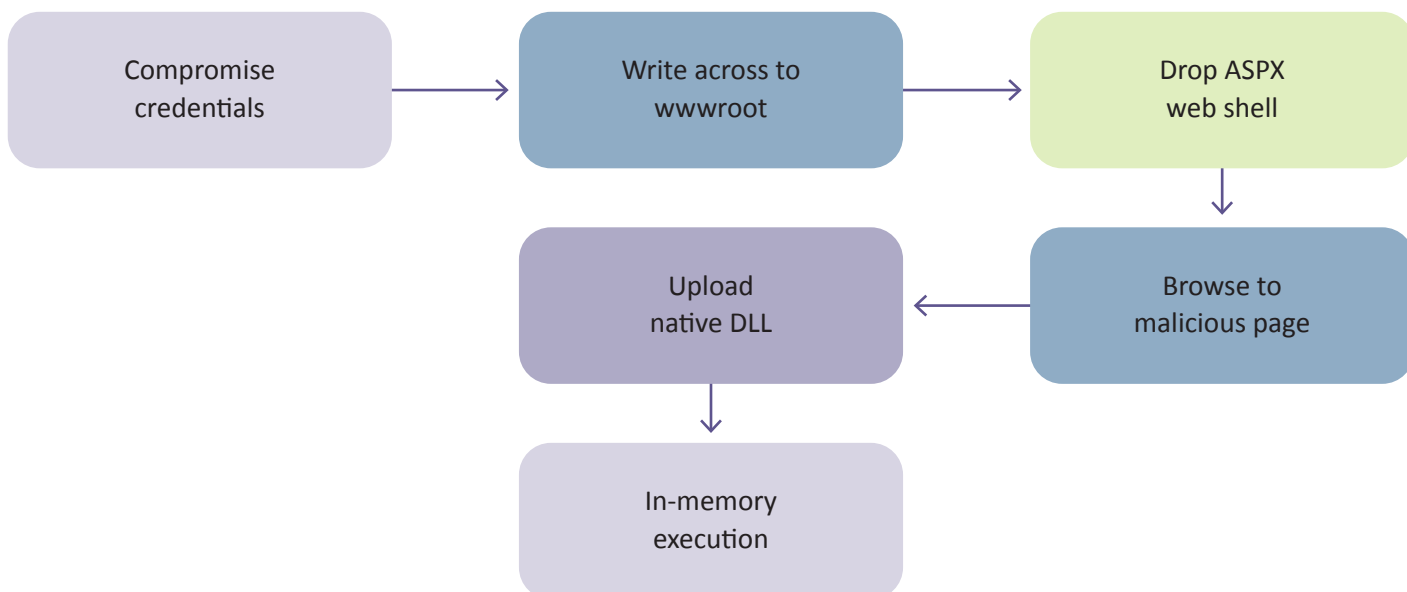 Compromise
credentials
Write across to
wwwroot
Drop ASPX
web shell
Browse to
malicious page
Upload
native DLL
In-memory
execution